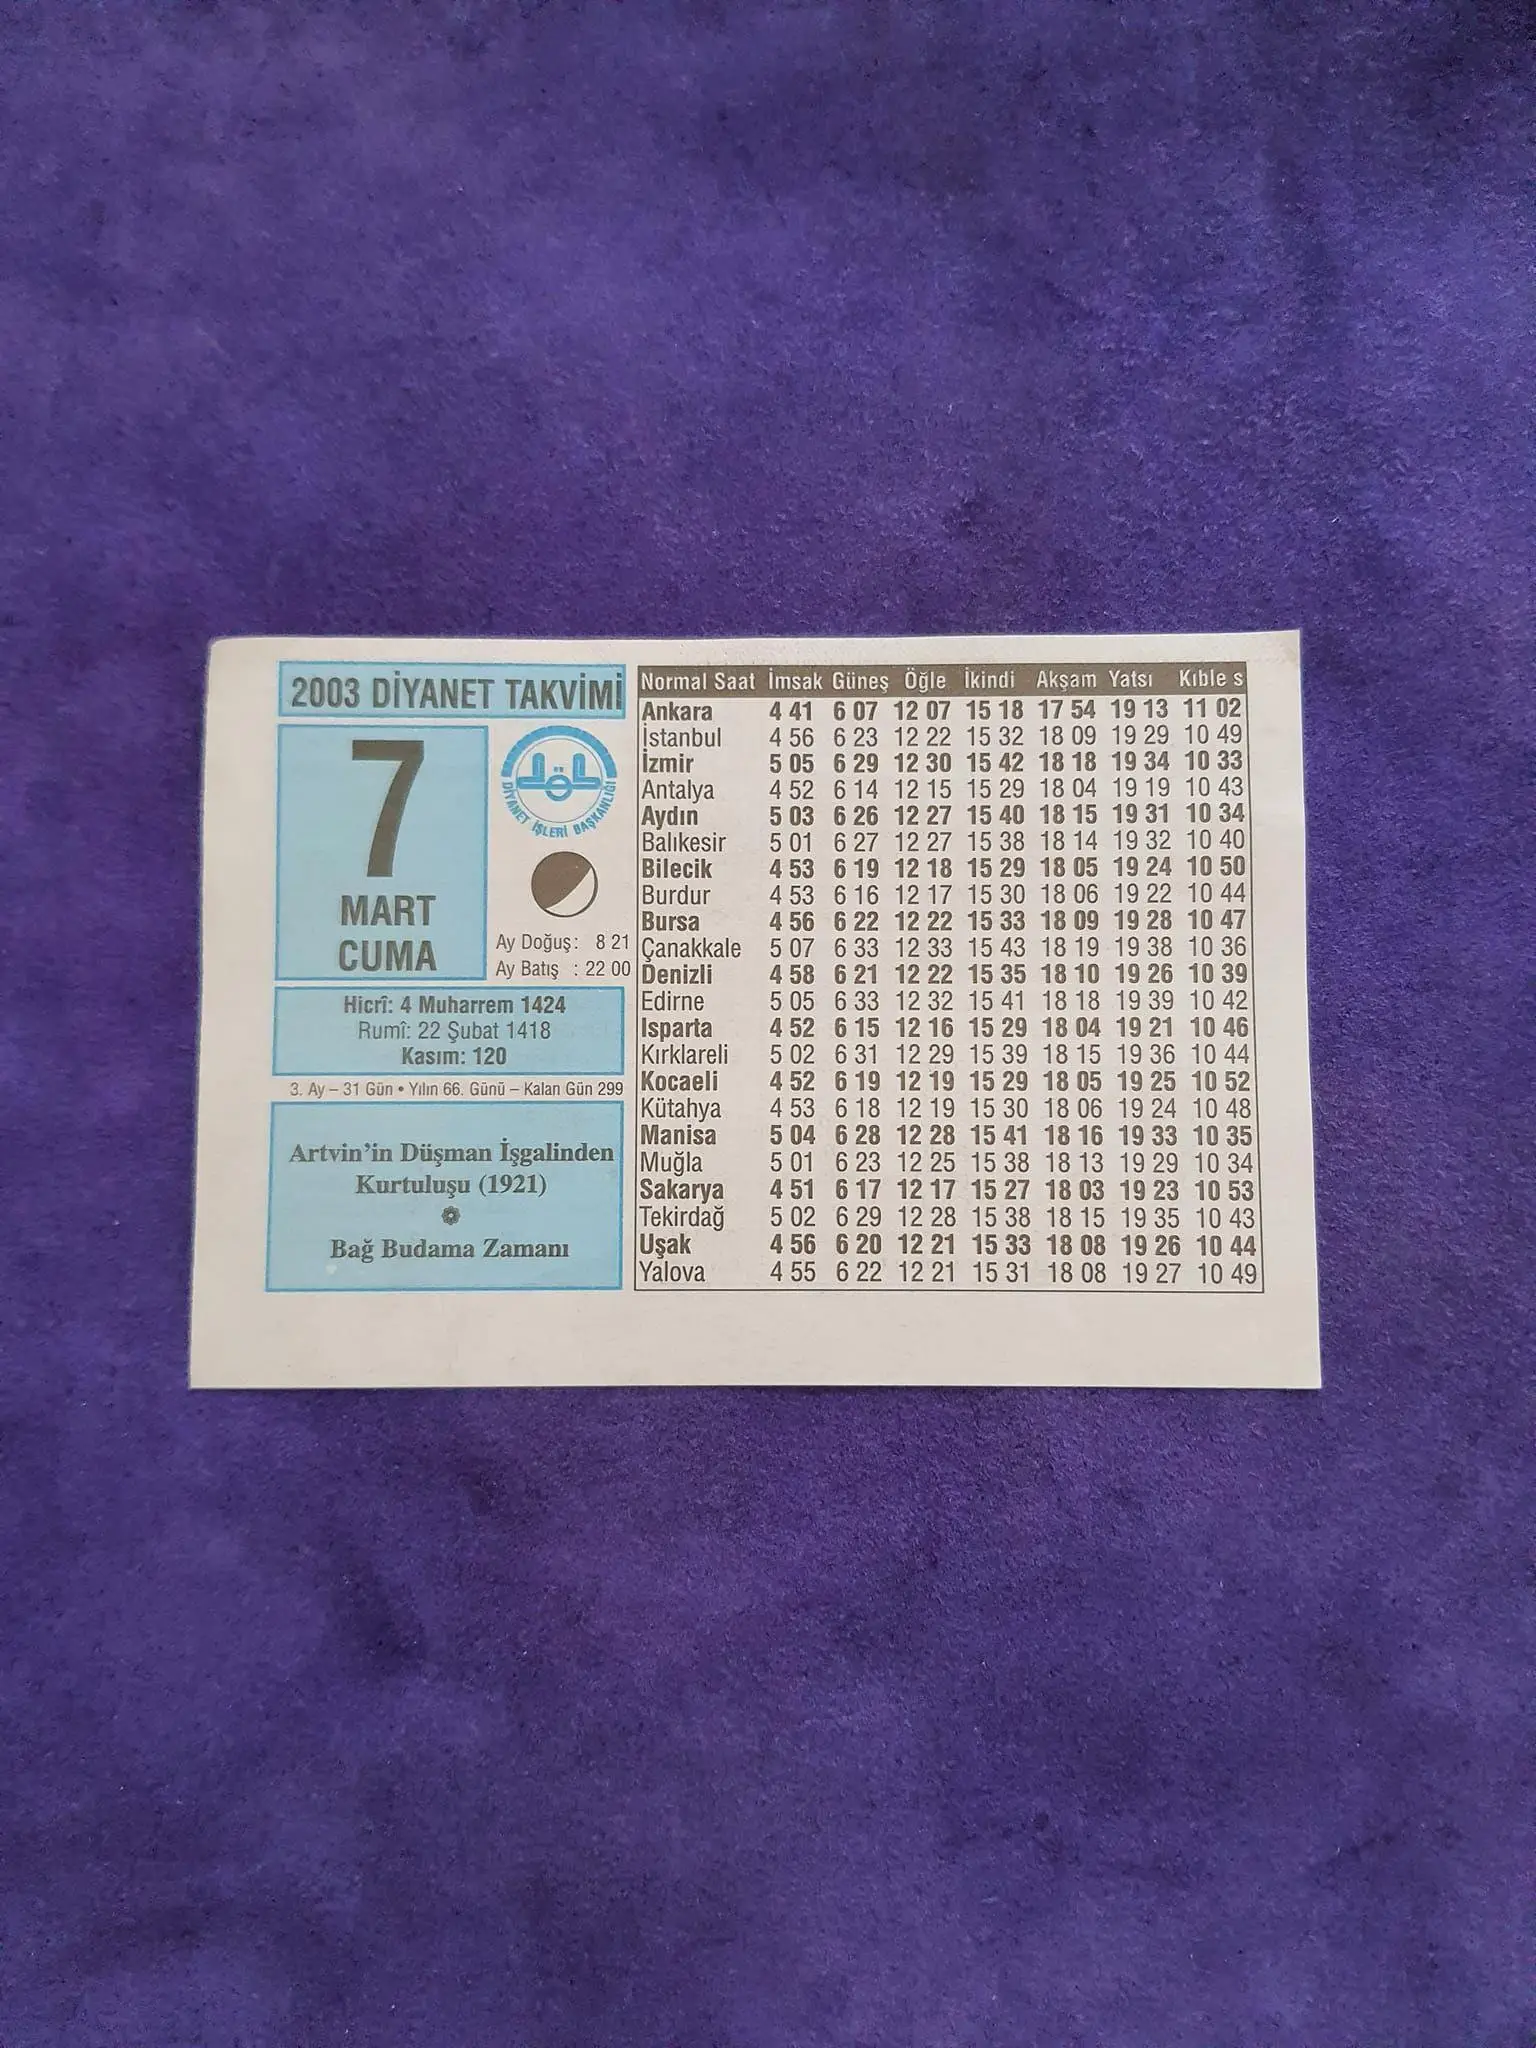 2003 DİYANET TAKVİMİ
7
MART
CUMA
DİYANET İŞLERİ BAŞKANLIĞI
Ay Doğuş: 8 21
Ay Batış : 22 00
Hicrî: 4 Muharrem 1424
Rumî: 22 Şubat 1418
Kasım: 120
3. Ay – 31 Gün • Yılın 66. Günü – Kalan Gün 299
Artvin'in Düşman İşgalinden
Kurtuluşu (1921)
Bağ Budama Zamanı
Normal Saat İmsak Güneş Öğle İkindi Akşam Yatsı Kıble s
Ankara 4 41 6 07 12 07 15 18 17 54 19 13 11 02
İstanbul 4 56 6 23 12 22 15 32 18 09 19 29 10 49
İzmir 5 05 6 29 12 30 15 42 18 18 19 34 10 33
Antalya 4 52 6 14 12 15 15 29 18 04 19 19 10 43
Aydın 5 03 6 26 12 27 15 40 18 15 19 31 10 34
Balıkesir 5 01 6 27 12 27 15 38 18 14 19 32 10 40
Bilecik 4 53 6 19 12 18 15 29 18 05 19 24 10 50
Burdur 4 53 6 16 12 17 15 30 18 06 19 22 10 44
Bursa 4 56 6 22 12 22 15 33 18 09 19 28 10 47
Çanakkale 5 07 6 33 12 33 15 43 18 19 19 38 10 36
Denizli 4 58 6 21 12 22 15 35 18 10 19 26 10 39
Edirne 5 05 6 33 12 32 15 41 18 18 19 39 10 42
Isparta 4 52 6 15 12 16 15 29 18 04 19 21 10 46
Kırklareli 5 02 6 31 12 29 15 39 18 15 19 36 10 44
Kocaeli 4 52 6 19 12 19 15 29 18 05 19 25 10 52
Kütahya 4 53 6 18 12 19 15 30 18 06 19 24 10 48
Manisa 5 04 6 28 12 28 15 41 18 16 19 33 10 35
Muğla 5 01 6 23 12 25 15 38 18 13 19 29 10 34
Sakarya 4 51 6 17 12 17 15 27 18 03 19 23 10 53
Tekirdağ 5 02 6 29 12 28 15 38 18 15 19 35 10 43
Uşak 4 56 6 20 12 21 15 33 18 08 19 26 10 44
Yalova 4 55 6 22 12 21 15 31 18 08 19 27 10 49